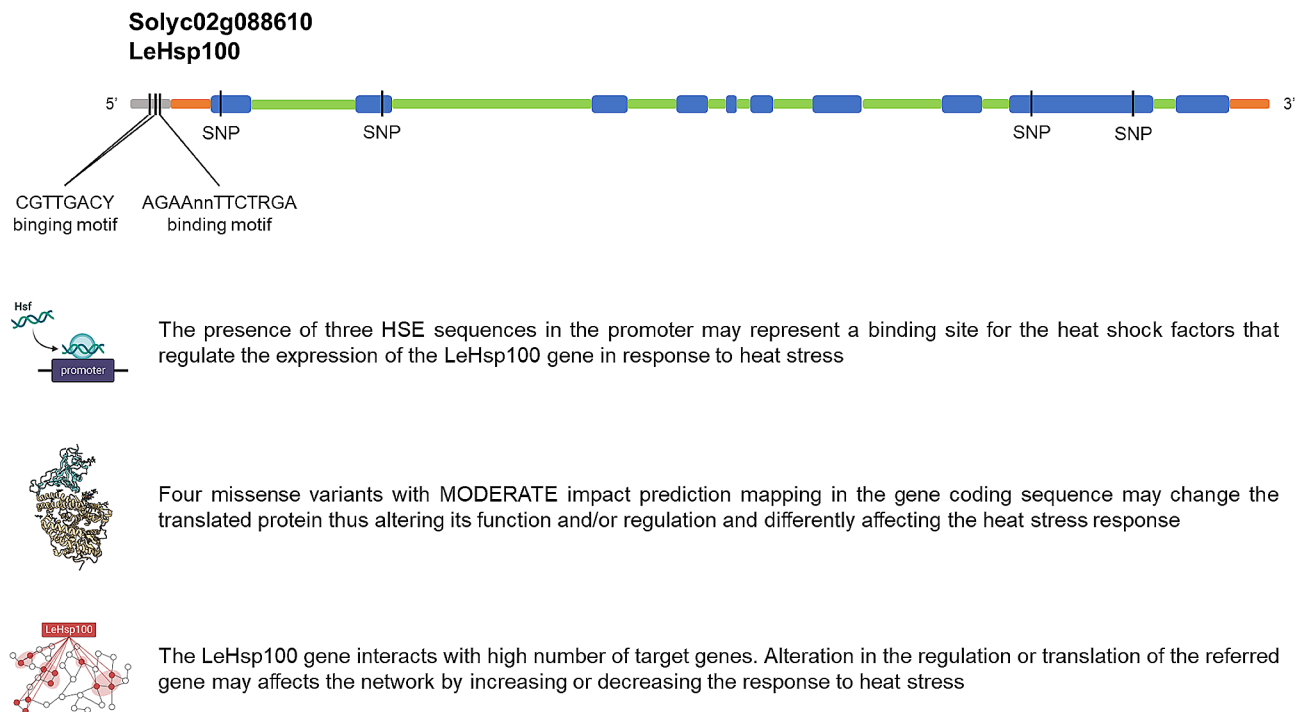 Solyc02g088610
LeHsp100
5'
3'
SNP
SNP
SNP
SNP
CGTTGACY
binging motif
AGAAnnTTCTRGA
binding motif
Hsf
promoter
The presence of three HSE sequences in the promoter may represent a binding site for the heat shock factors that
regulate the expression of the LeHsp100 gene in response to heat stress
Four missense variants with MODERATE impact prediction mapping in the gene coding sequence may change the
translated protein thus altering its function and/or regulation and differently affecting the heat stress response
LeHsp100
The LeHsp100 gene interacts with high number of target genes. Alteration in the regulation or translation of the referred
gene may affects the network by increasing or decreasing the response to heat stress